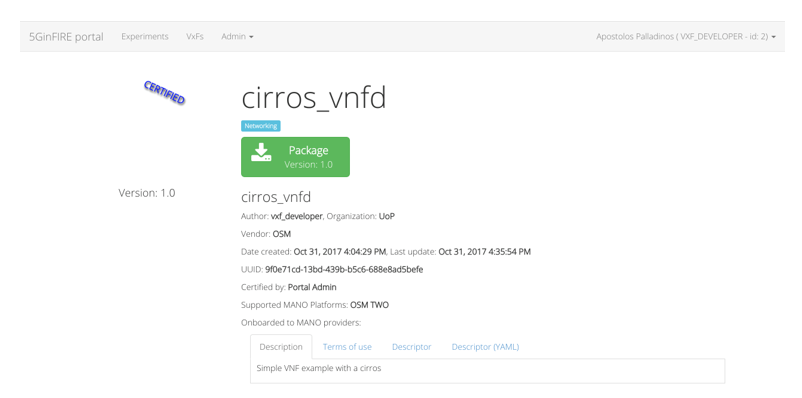 5GinFIRE portal Experiments VxFs Admin Apostolos Palladinos ( VXF_DEVELOPER - id: 2)
CERTIFIED
cirros_vnfd
Networking
Package
Version: 1.0
Version: 1.0
cirros_vnfd
Author: vxf_developer, Organization: UoP
Vendor: OSM
Date created: Oct 31, 2017 4:04:29 PM, Last update: Oct 31, 2017 4:35:54 PM
UUID: 9f0e71cd-13bd-439b-b5c6-688e8ad5befe
Certified by: Portal Admin
Supported MANO Platforms: OSM TWO
Onboarded to MANO providers:
Description Terms of use Descriptor Descriptor (YAML)
Simple VNF example with a cirros